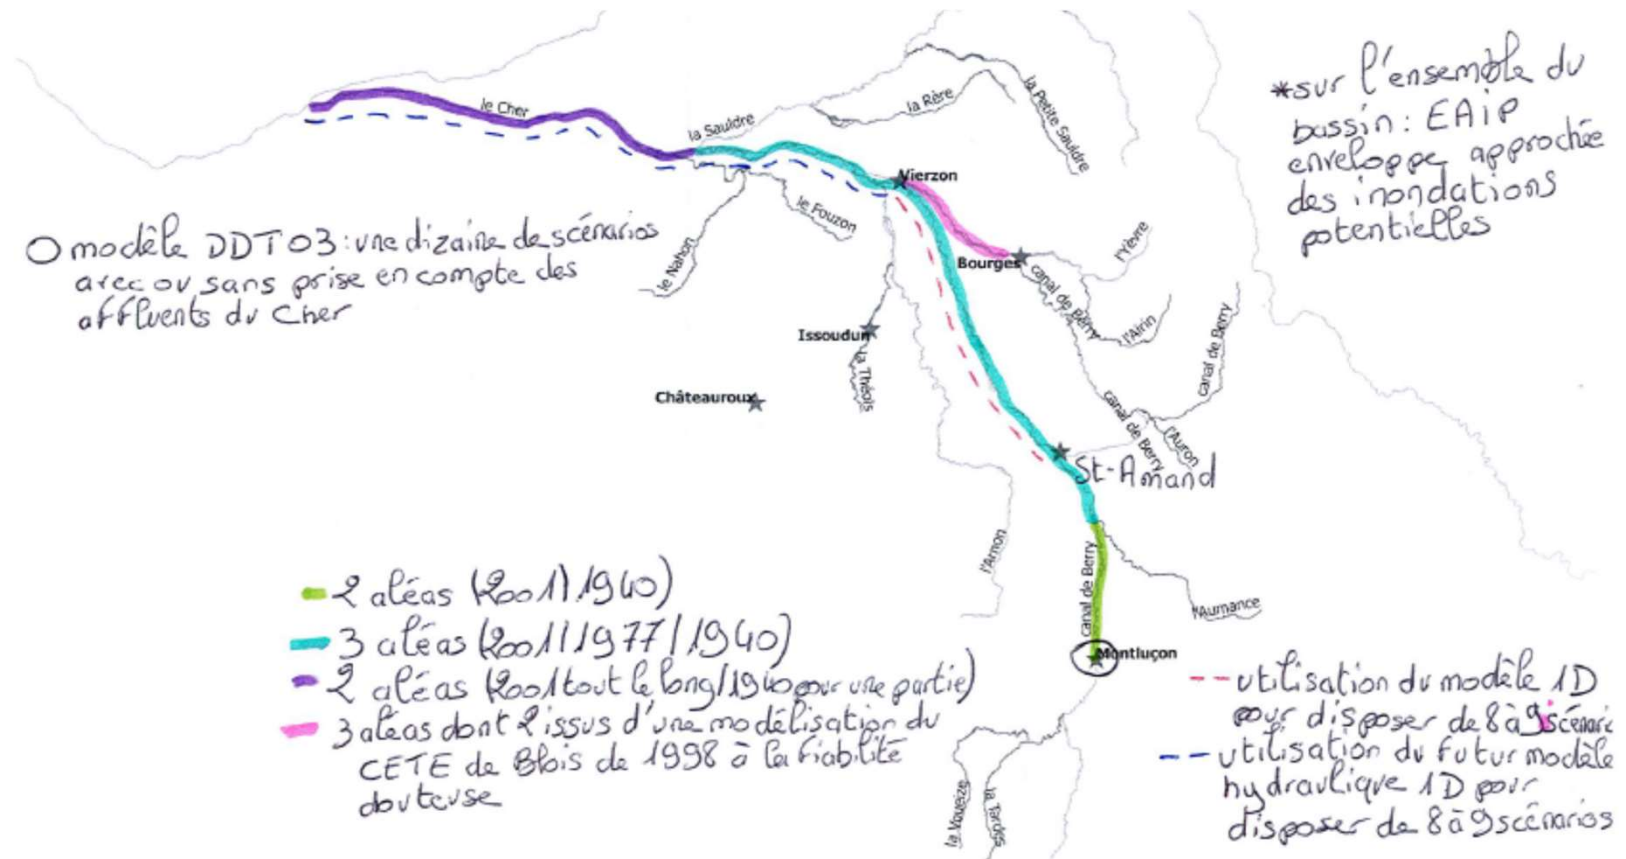 le Cher
la Sauldre
la Rère
la Petite Sauldre
Vierzon
le Fouzon
le Nahon
Bourges
l'Yèvre
canal de Berry
l'Airin
canal de Berry
Issoudun
la Théols
Châteauroux
canal de Berry
l'Auron
St-Amand
l'Arnon
canal de Berry
l'Aumance
Montluçon
la Voueize
la Tardes
*sur l'ensemble du
bassin : EAIP
enveloppe approchée
des inondations
potentielles
O modèle DDT03 : une dizaine de scénarios
avec ou sans prise en compte des
affluents du Cher
2 aléas (2001/1940)
3 aléas (2001/1977/1940)
2 aléas (2001 tout le long/1940 pour une partie)
3 aléas dont 2 issus d'une modélisation du
CETE de Blois de 1998 à la fiabilité
douteuse
-- utilisation du modèle 1D
pour disposer de 8 à 9 scénari
-- utilisation du futur modèle
hydraulique 1D pour
disposer de 8 à 9 scénarios